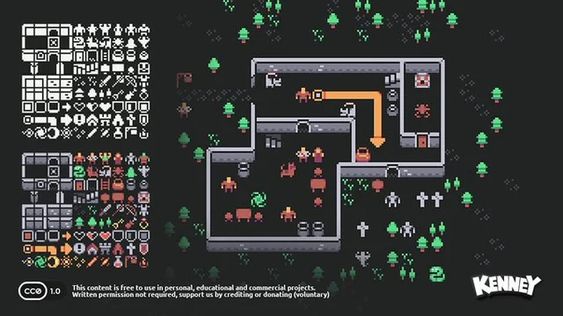 CC0 1.0
This content is free to use in personal, educational and commercial projects.
Written permission not required, support us by crediting or donating (voluntary)
KENNEY